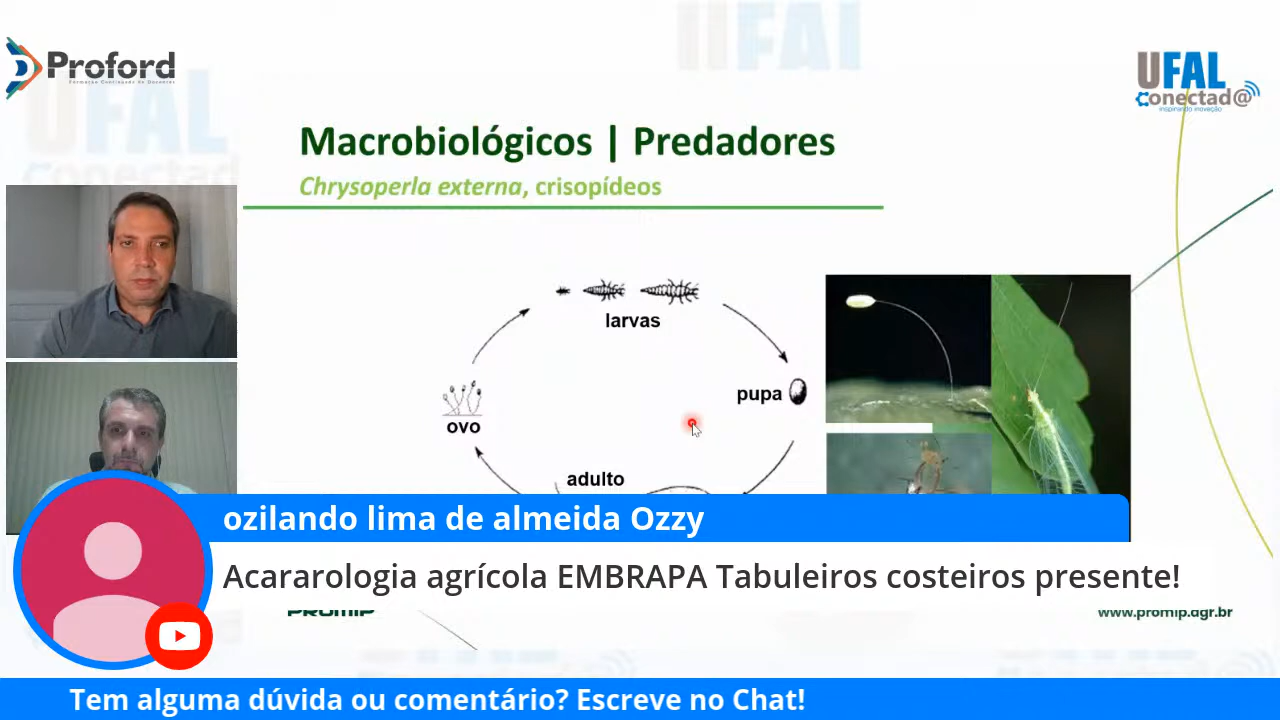 Proford
UFAL
conectad@
Macrobiológicos | Predadores
Chrysoperla externa, crisopídeos
larvas
pupa
ovo
adulto
ozilando lima de almeida Ozzy
Acararologia agrícola EMBRAPA Tabuleiros costeiros presente!
PROMIP
www.promip.agr.br
Tem alguma dúvida ou comentário? Escreve no Chat!